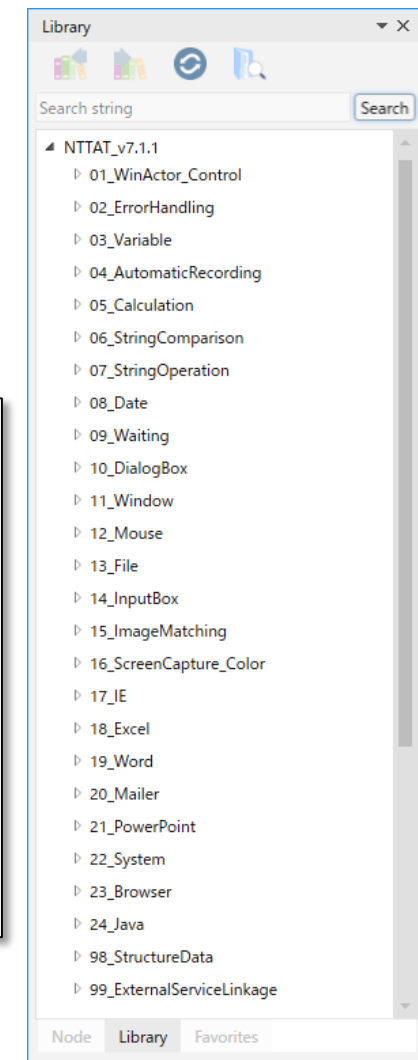 Library
Search string
Search
NTTAT_v7.1.1
01_WinActor_Control
02_ErrorHandling
03_Variable
04_AutomaticRecording
05_Calculation
06_StringComparison
07_StringOperation
08_Date
09_Waiting
10_DialogBox
11_Window
12_Mouse
13_File
14_InputBox
15_ImageMatching
16_ScreenCapture_Color
17_IE
18_Excel
19_Word
20_Mailer
21_PowerPoint
22_System
23_Browser
24_Java
98_StructureData
99_ExternalServiceLinkage
Node Library Favorites